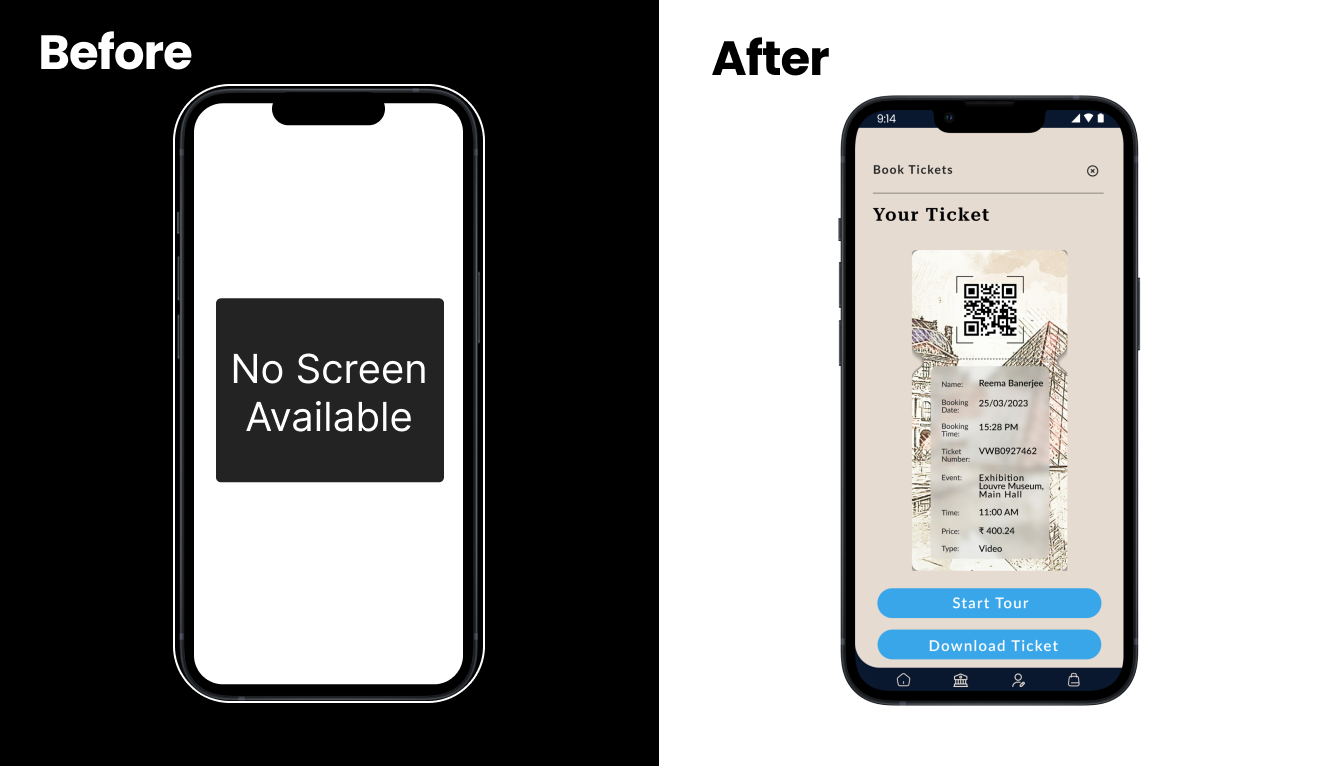 Before
No Screen
Available
After
9:14
Book Tickets
Your Ticket
Name: Reema Banerjee
Booking Date: 25/03/2023
Booking Time: 15:28 PM
Ticket Number: VWB0927462
Event: Exhibition
Louvre Museum,
Main Hall
Time: 11:00 AM
Price: ₹ 400.24
Type: Video
Start Tour
Download Ticket